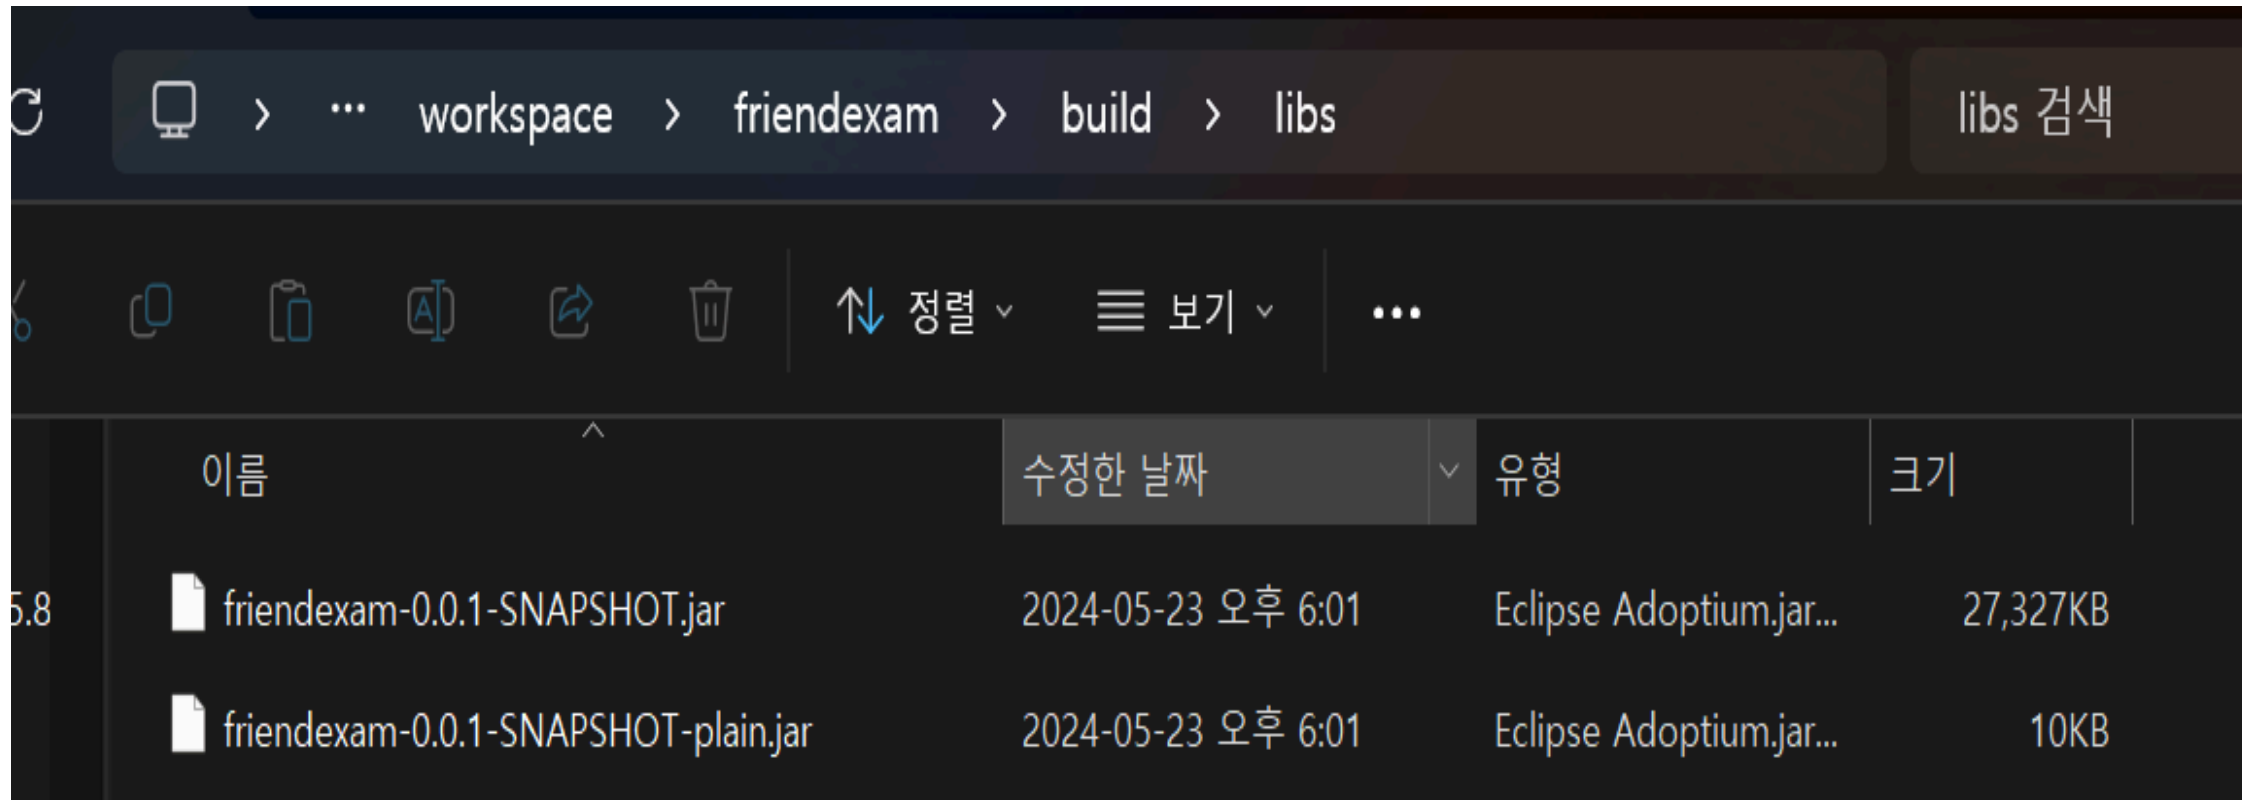 workspace > friendexam > build > libs libs 검색
정렬 보기
이름 수정한 날짜 유형 크기
5.8 friendexam-0.0.1-SNAPSHOT.jar 2024-05-23 오후 6:01 Eclipse Adoptium.jar... 27,327KB
friendexam-0.0.1-SNAPSHOT-plain.jar 2024-05-23 오후 6:01 Eclipse Adoptium.jar... 10KB